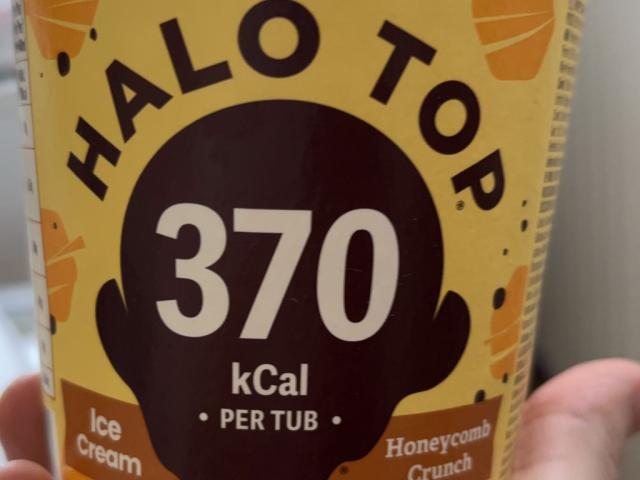 HALO TOP®
370
kCal
• PER TUB •
Ice
Cream
Honeycomb
Crunch